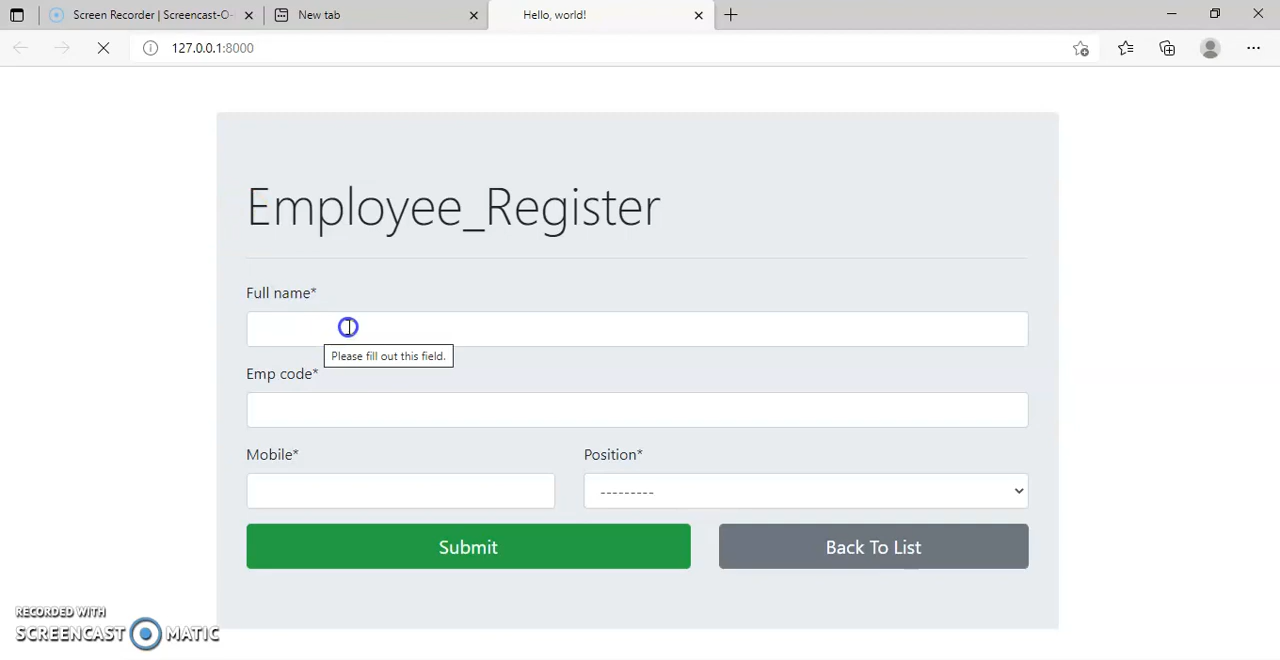 Screen Recorder | Screencast-O-
New tab
Hello, world!
127.0.0.1:8000
Employee_Register
Full name*
Please fill out this field.
Emp code*
Mobile*
Position*
---------
Submit
Back To List
RECORDED WITH
SCREENCAST MATIC